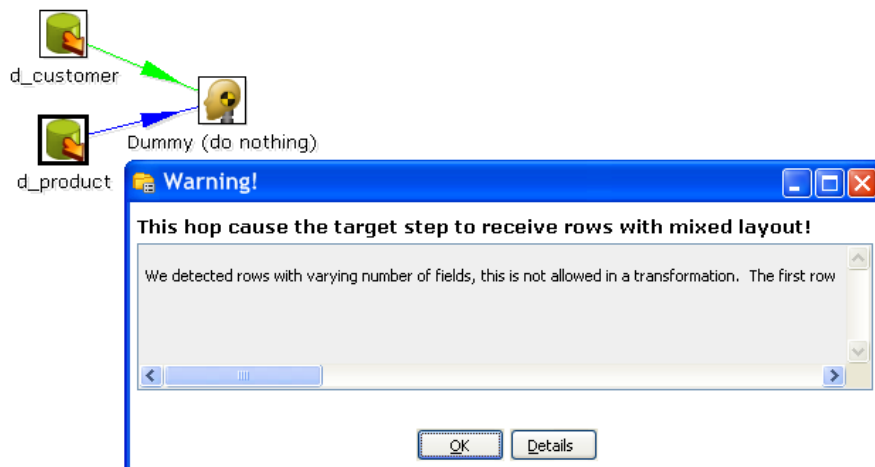 d_customer
Dummy (do nothing)
d_product
Warning!
This hop cause the target step to receive rows with mixed layout!
We detected rows with varying number of fields, this is not allowed in a transformation. The first row
OK
Details